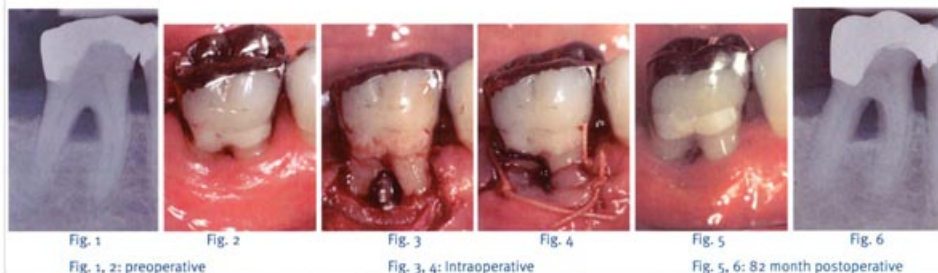 Fig. 1
Fig. 2
Fig. 3
Fig. 4
Fig. 5
Fig. 6
Fig. 1, 2: preoperative
Fig. 3, 4: Intraoperative
Fig. 5, 6: 82 month postoperative